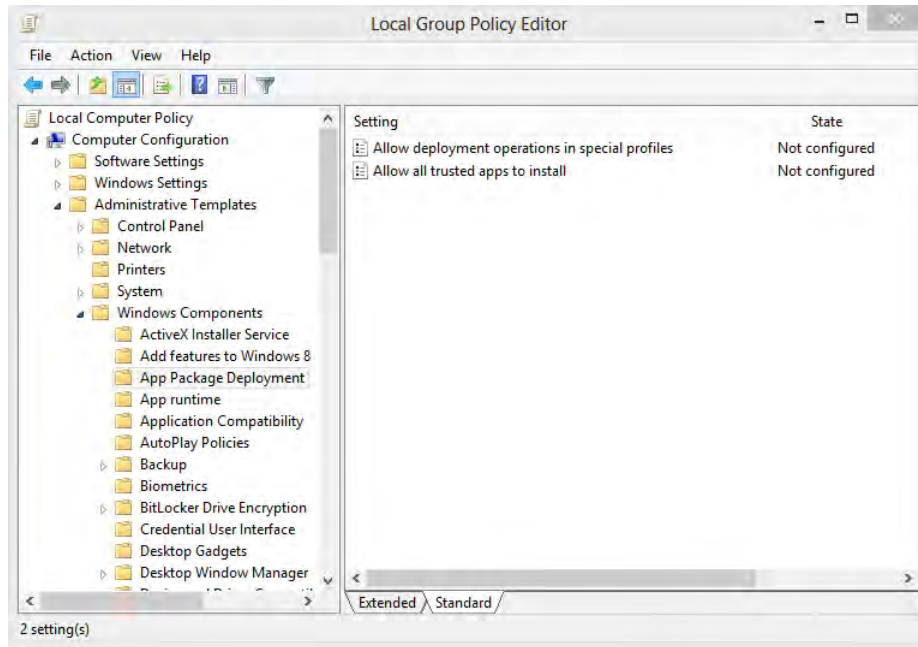 Local Group Policy Editor
File Action View Help
Local Computer Policy
Computer Configuration
Software Settings
Windows Settings
Administrative Templates
Control Panel
Network
Printers
System
Windows Components
ActiveX Installer Service
Add features to Windows 8
App Package Deployment
App runtime
Application Compatibility
AutoPlay Policies
Backup
Biometrics
BitLocker Drive Encryption
Credential User Interface
Desktop Gadgets
Desktop Window Manager
Setting State
Allow deployment operations in special profiles Not configured
Allow all trusted apps to install Not configured
Extended Standard
2 setting(s)